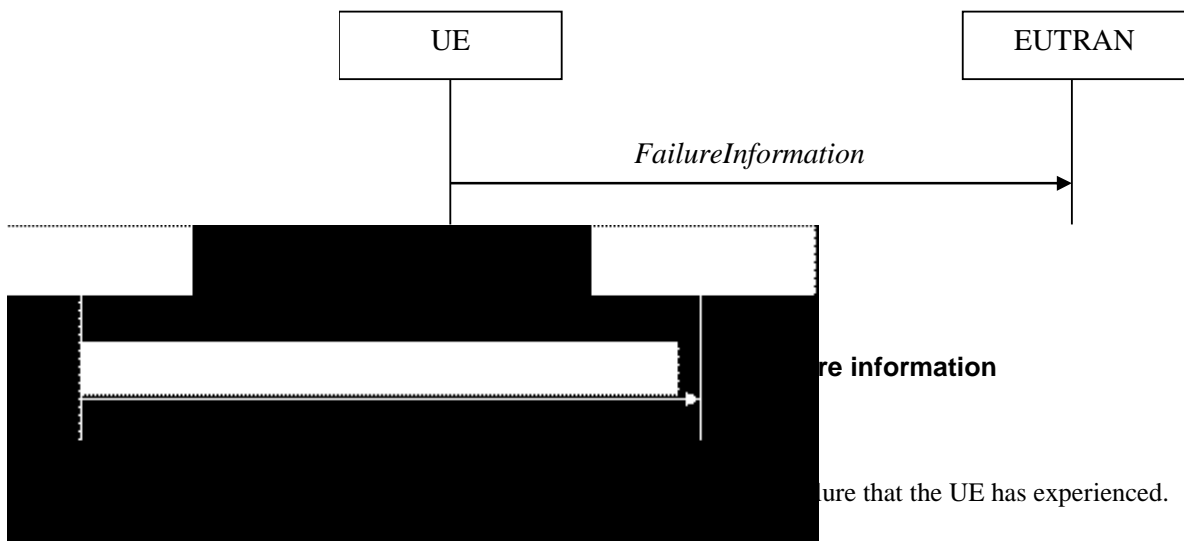 UE EUTRAN
FailureInformation
re information
lure that the UE has experienced.